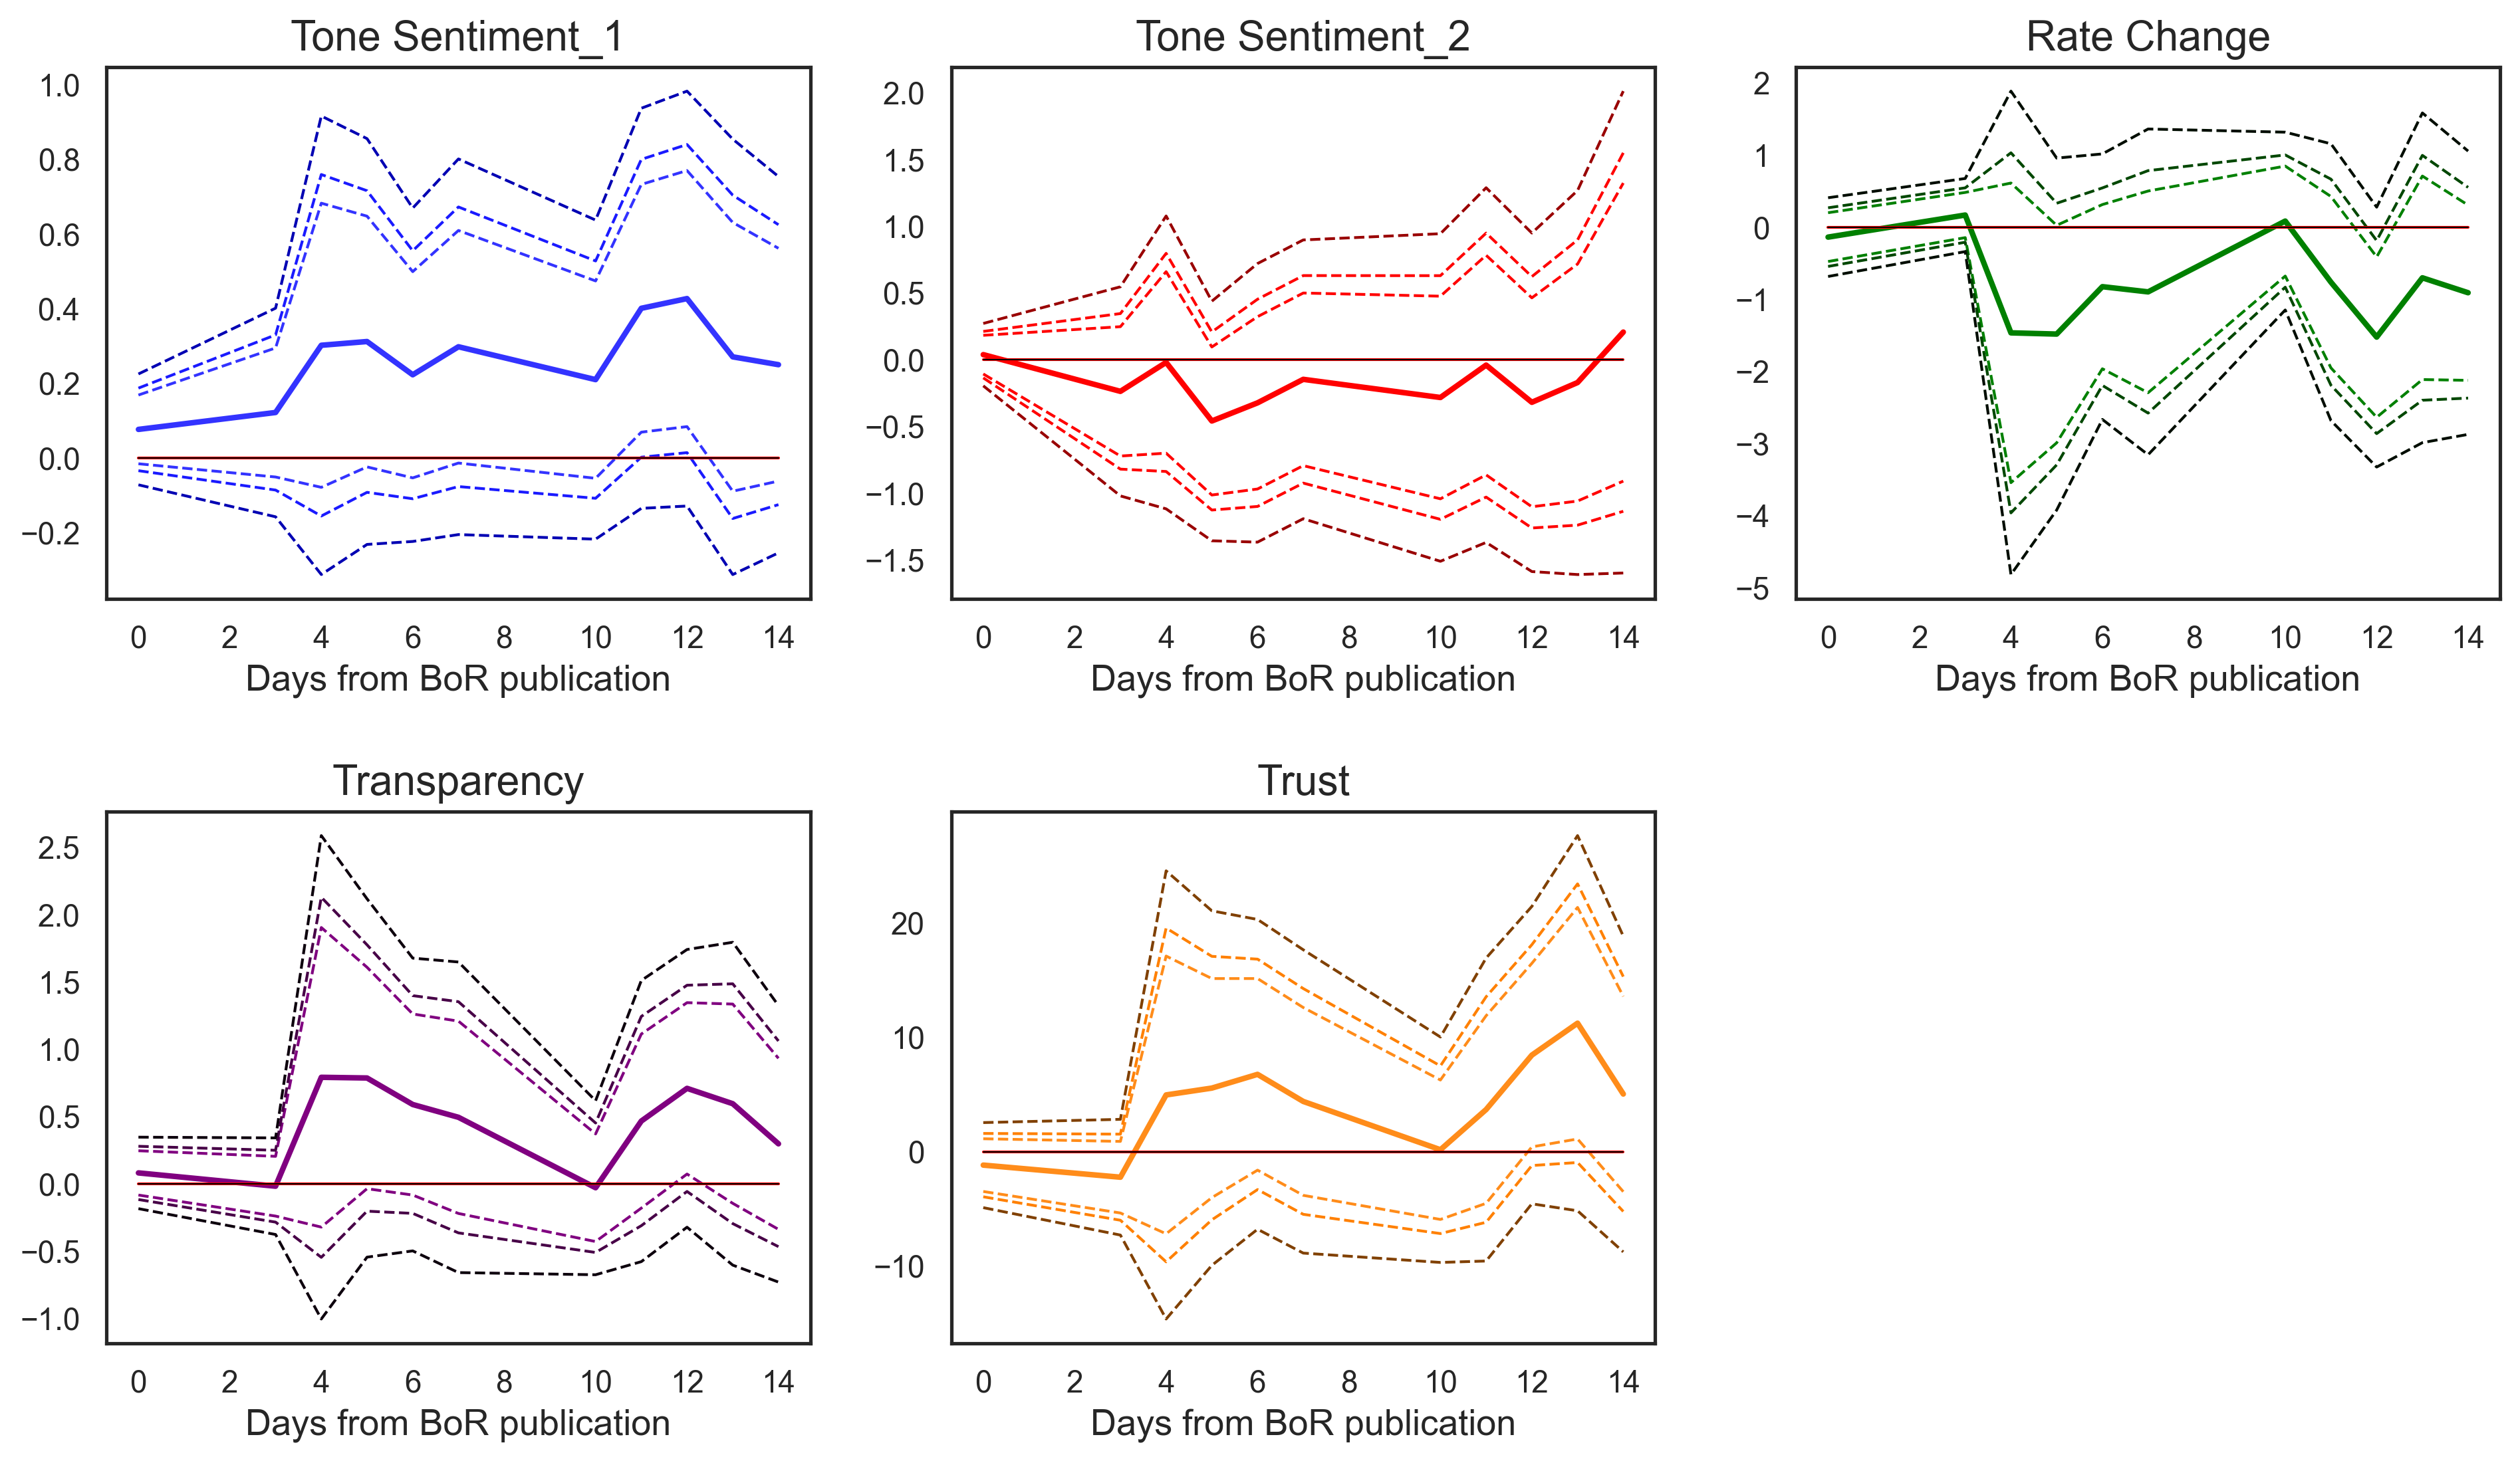 Tone Sentiment_1
1.0
0.8
0.6
0.4
0.2
0.0
−0.2
0 2 4 6 8 10 12 14
Days from BoR publication
Tone Sentiment_2
2.0
1.5
1.0
0.5
0.0
−0.5
−1.0
−1.5
0 2 4 6 8 10 12 14
Days from BoR publication
Rate Change
2
1
0
−1
−2
−3
−4
−5
0 2 4 6 8 10 12 14
Days from BoR publication
Transparency
2.5
2.0
1.5
1.0
0.5
0.0
−0.5
−1.0
0 2 4 6 8 10 12 14
Days from BoR publication
Trust
20
10
0
−10
0 2 4 6 8 10 12 14
Days from BoR publication